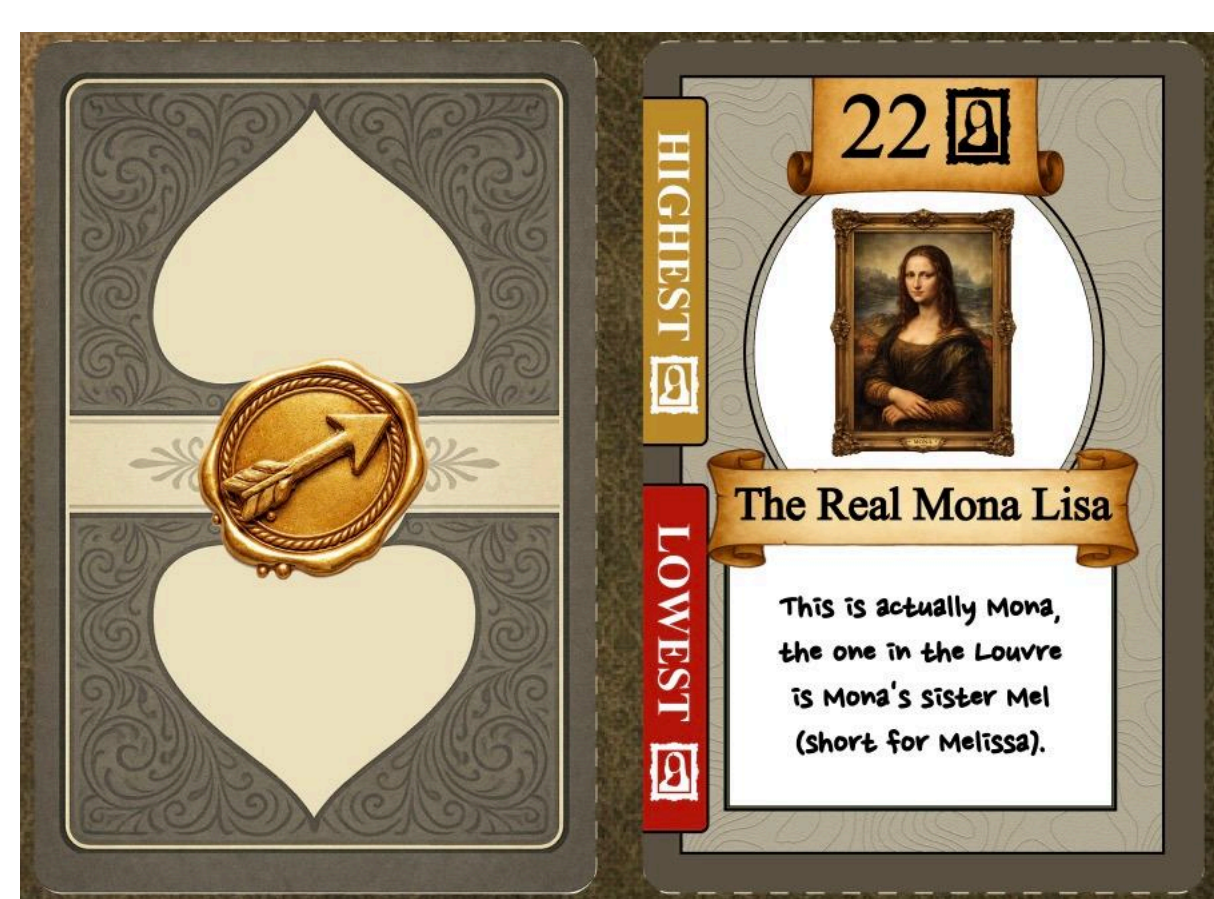 22
HIGHEST
The Real Mona Lisa
LOWEST
This is actually Mona,
the one in the Louvre
is Mona's sister Mel
(short for Melissa).
MONA